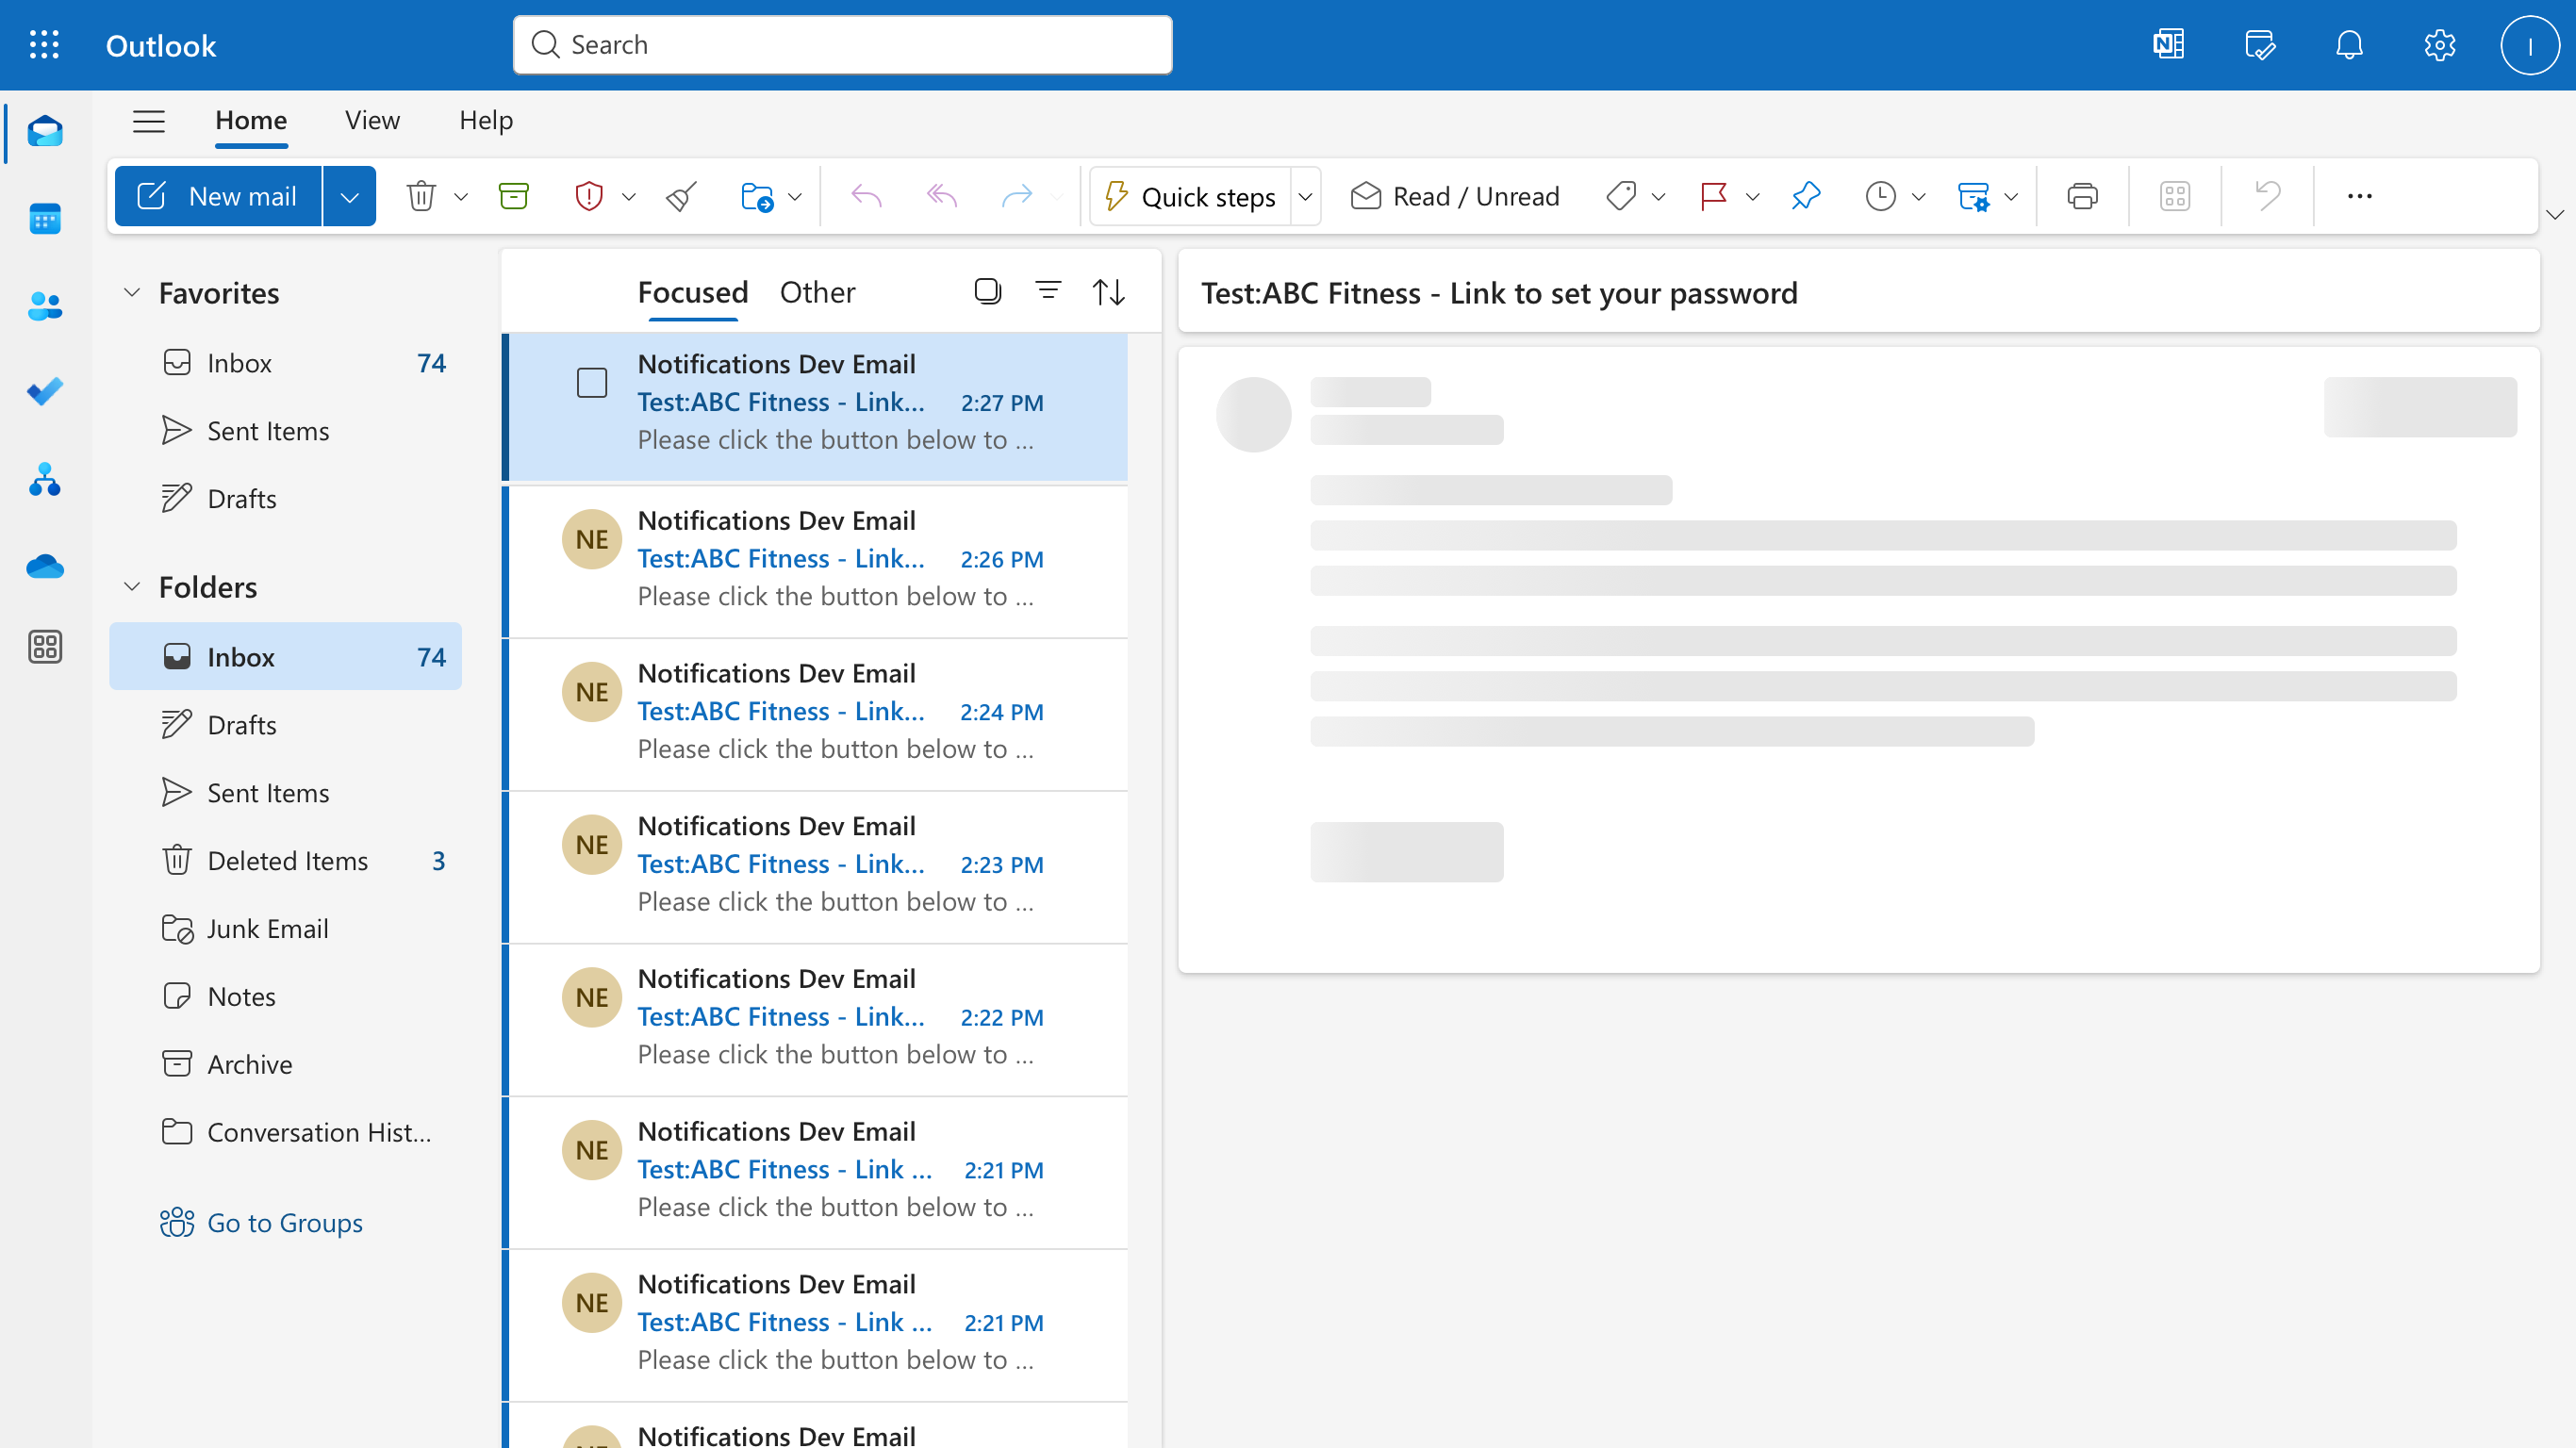 Outlook
Search
I
Home
View
Help
New mail
Quick steps
Read / Unread
Favorites
Inbox 74
Sent Items
Drafts
Folders
Inbox 74
Drafts
Sent Items
Deleted Items 3
Junk Email
Notes
Archive
Conversation Hist...
Go to Groups
Focused
Other
Notifications Dev Email
Test:ABC Fitness - Link... 2:27 PM
Please click the button below to ...
NE
Notifications Dev Email
Test:ABC Fitness - Link... 2:26 PM
Please click the button below to ...
NE
Notifications Dev Email
Test:ABC Fitness - Link... 2:24 PM
Please click the button below to ...
NE
Notifications Dev Email
Test:ABC Fitness - Link... 2:23 PM
Please click the button below to ...
NE
Notifications Dev Email
Test:ABC Fitness - Link... 2:22 PM
Please click the button below to ...
NE
Notifications Dev Email
Test:ABC Fitness - Link ... 2:21 PM
Please click the button below to ...
NE
Notifications Dev Email
Test:ABC Fitness - Link ... 2:21 PM
Please click the button below to ...
Notifications Dev Email
Test:ABC Fitness - Link to set your password